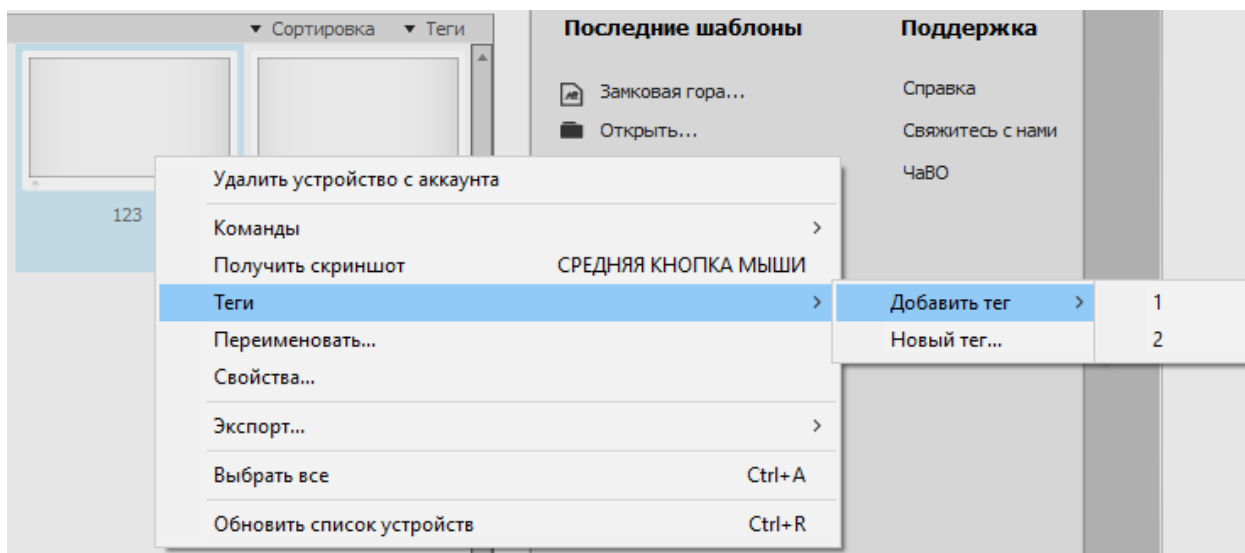 ▼ Сортировка ▼ Теги
Последние шаблоны
Замковая гора...
Открыть...
Поддержка
Справка
Свяжитесь с нами
ЧаВО
123
Удалить устройство с аккаунта
Команды >
Получить скриншот СРЕДНЯЯ КНОПКА МЫШИ
Теги >
Переименовать...
Свойства...
Экспорт... >
Выбрать все Ctrl+A
Обновить список устройств Ctrl+R
Добавить тег >
Новый тег...
1
2